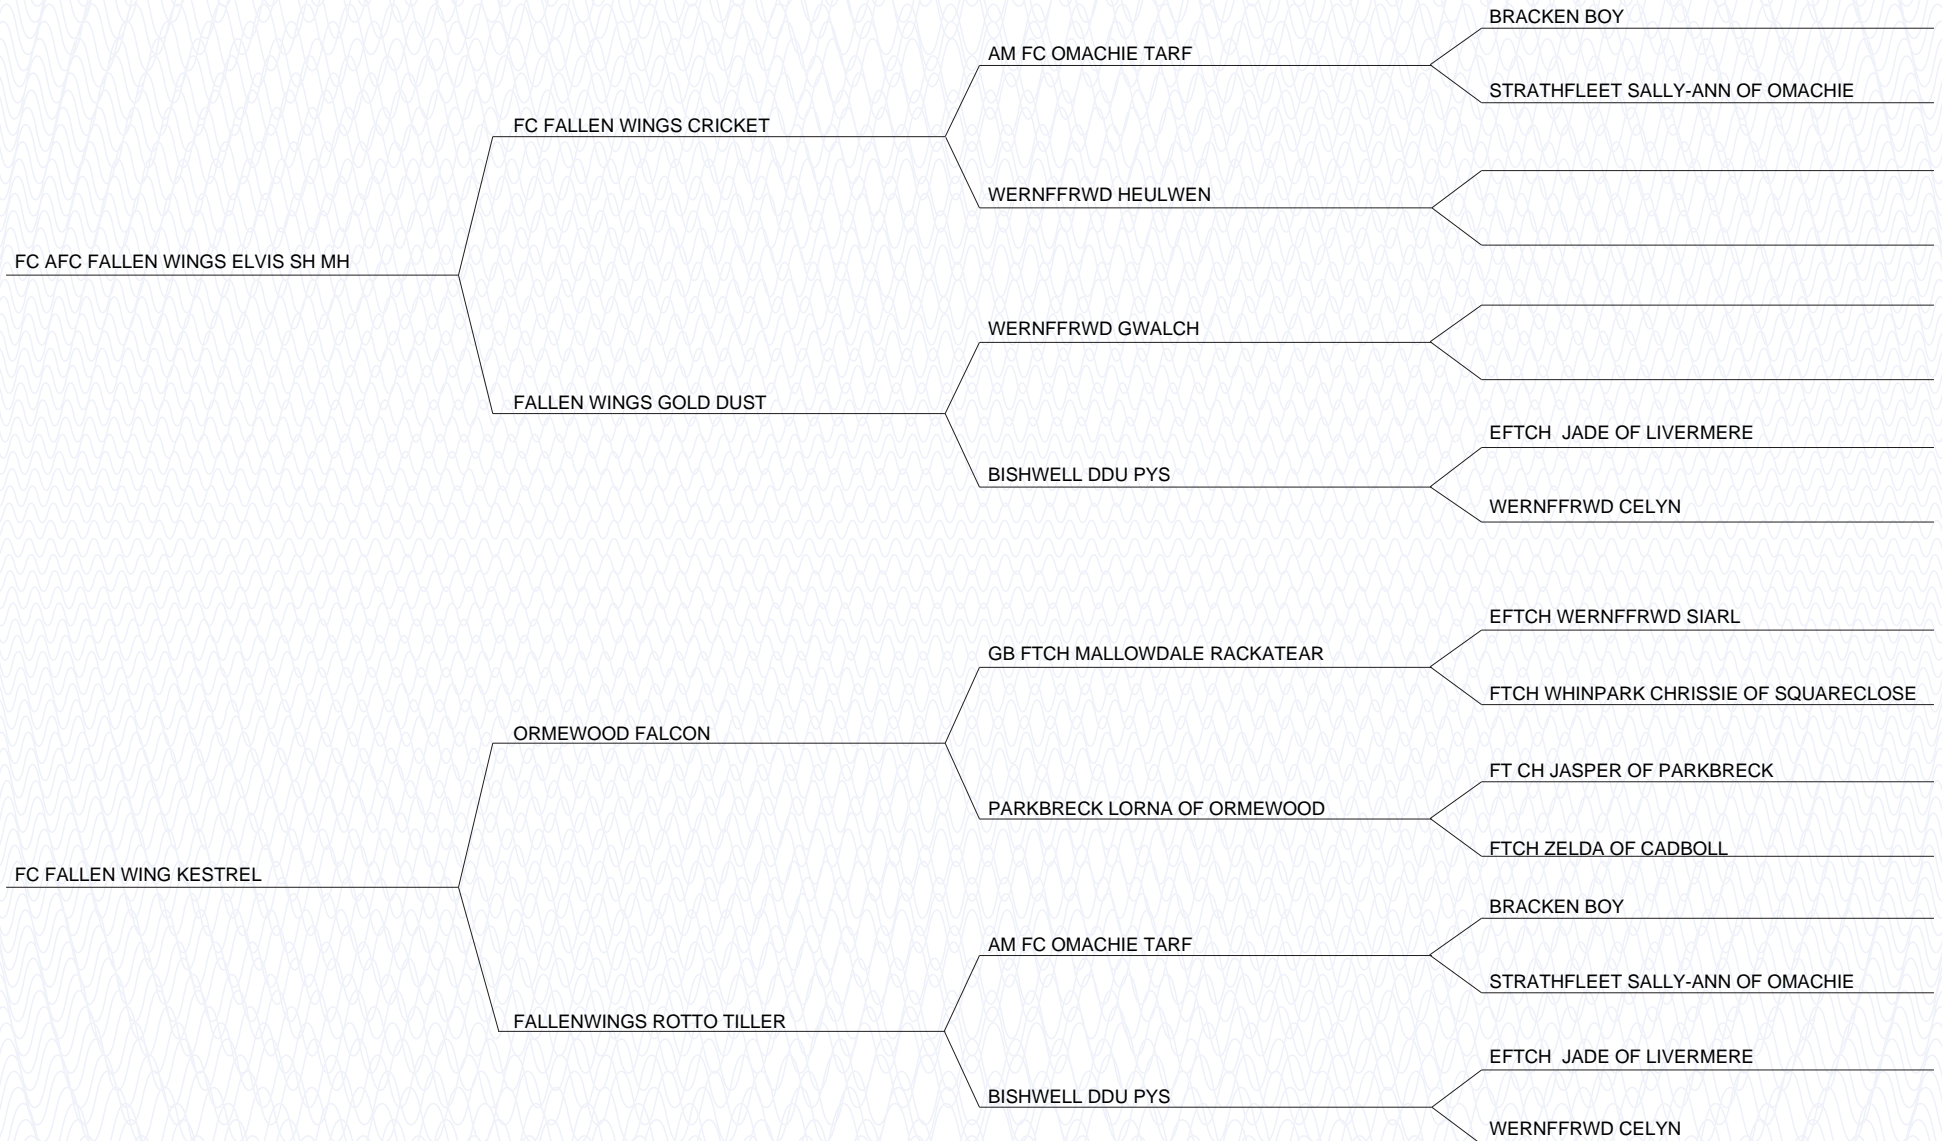 BRACKEN BOY
AM FC OMACHIE TARF
STRATHFLEET SALLY-ANN OF OMACHIE
FC FALLEN WINGS CRICKET
WERNFFRWD HEULWEN
FC AFC FALLEN WINGS ELVIS SH MH
WERNFFRWD GWALCH
FALLEN WINGS GOLD DUST
EFTCH  JADE OF LIVERMERE
BISHWELL DDU PYS
WERNFFRWD CELYN
EFTCH WERNFFRWD SIARL
GB FTCH MALLOWDALE RACKATEAR
FTCH WHINPARK CHRISSIE OF SQUARECLOSE
ORMEWOOD FALCON
FT CH JASPER OF PARKBRECK
PARKBRECK LORNA OF ORMEWOOD
FTCH ZELDA OF CADBOLL
FC FALLEN WING KESTREL
BRACKEN BOY
AM FC OMACHIE TARF
STRATHFLEET SALLY-ANN OF OMACHIE
FALLENWINGS ROTTO TILLER
EFTCH  JADE OF LIVERMERE
BISHWELL DDU PYS
WERNFFRWD CELYN